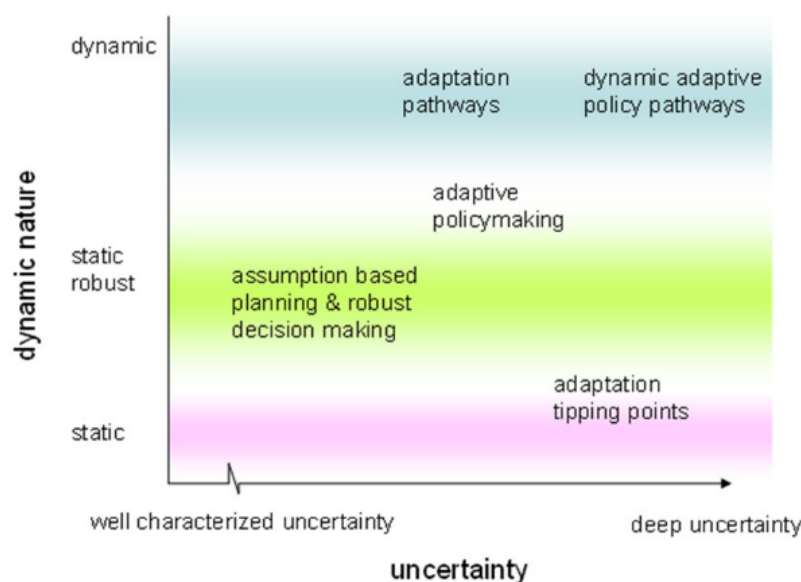 dynamic
adaptation
pathways
dynamic adaptive
policy pathways
adaptive
policymaking
dynamic nature
static
robust
assumption based
planning & robust
decision making
adaptation
tipping points
static
well characterized uncertainty
deep uncertainty
uncertainty